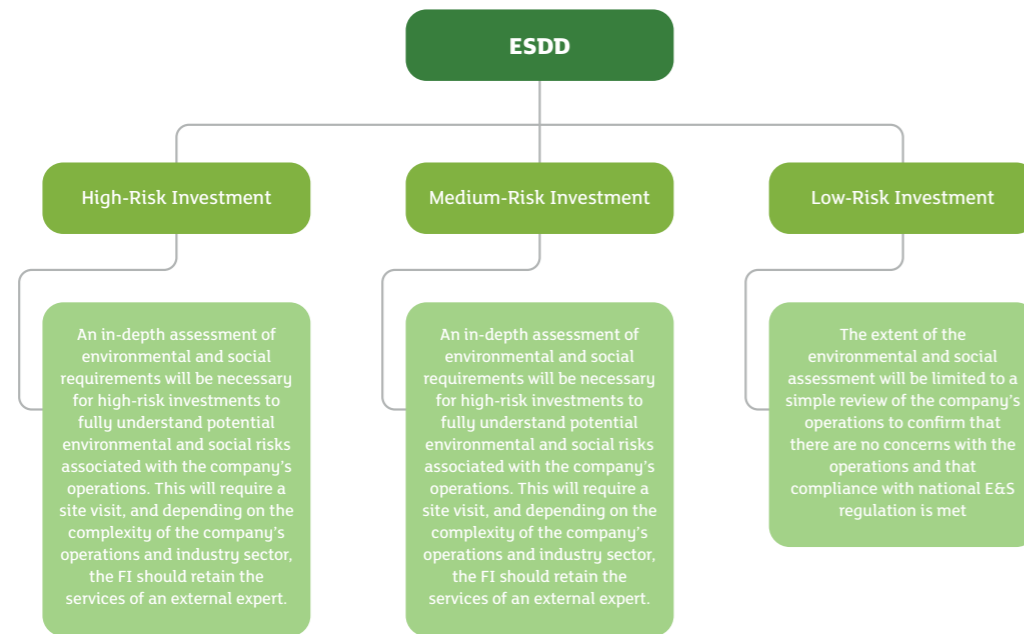 ESDD
High-Risk Investment
Medium-Risk Investment
Low-Risk Investment
An in-depth assessment of
environmental and social
requirements will be necessary
for high-risk investments to
fully understand potential
environmental and social risks
associated with the company's
operations. This will require a
site visit, and depending on the
complexity of the company's
operations and industry sector,
the FI should retain the
services of an external expert.
An in-depth assessment of
environmental and social
requirements will be necessary
for high-risk investments to
fully understand potential
environmental and social risks
associated with the company's
operations. This will require a
site visit, and depending on the
complexity of the company's
operations and industry sector,
the FI should retain the
services of an external expert.
The extent of the
environmental and social
assessment will be limited to a
simple review of the company's
operations to confirm that
there are no concerns with the
operations and that
compliance with national E&S
regulation is met